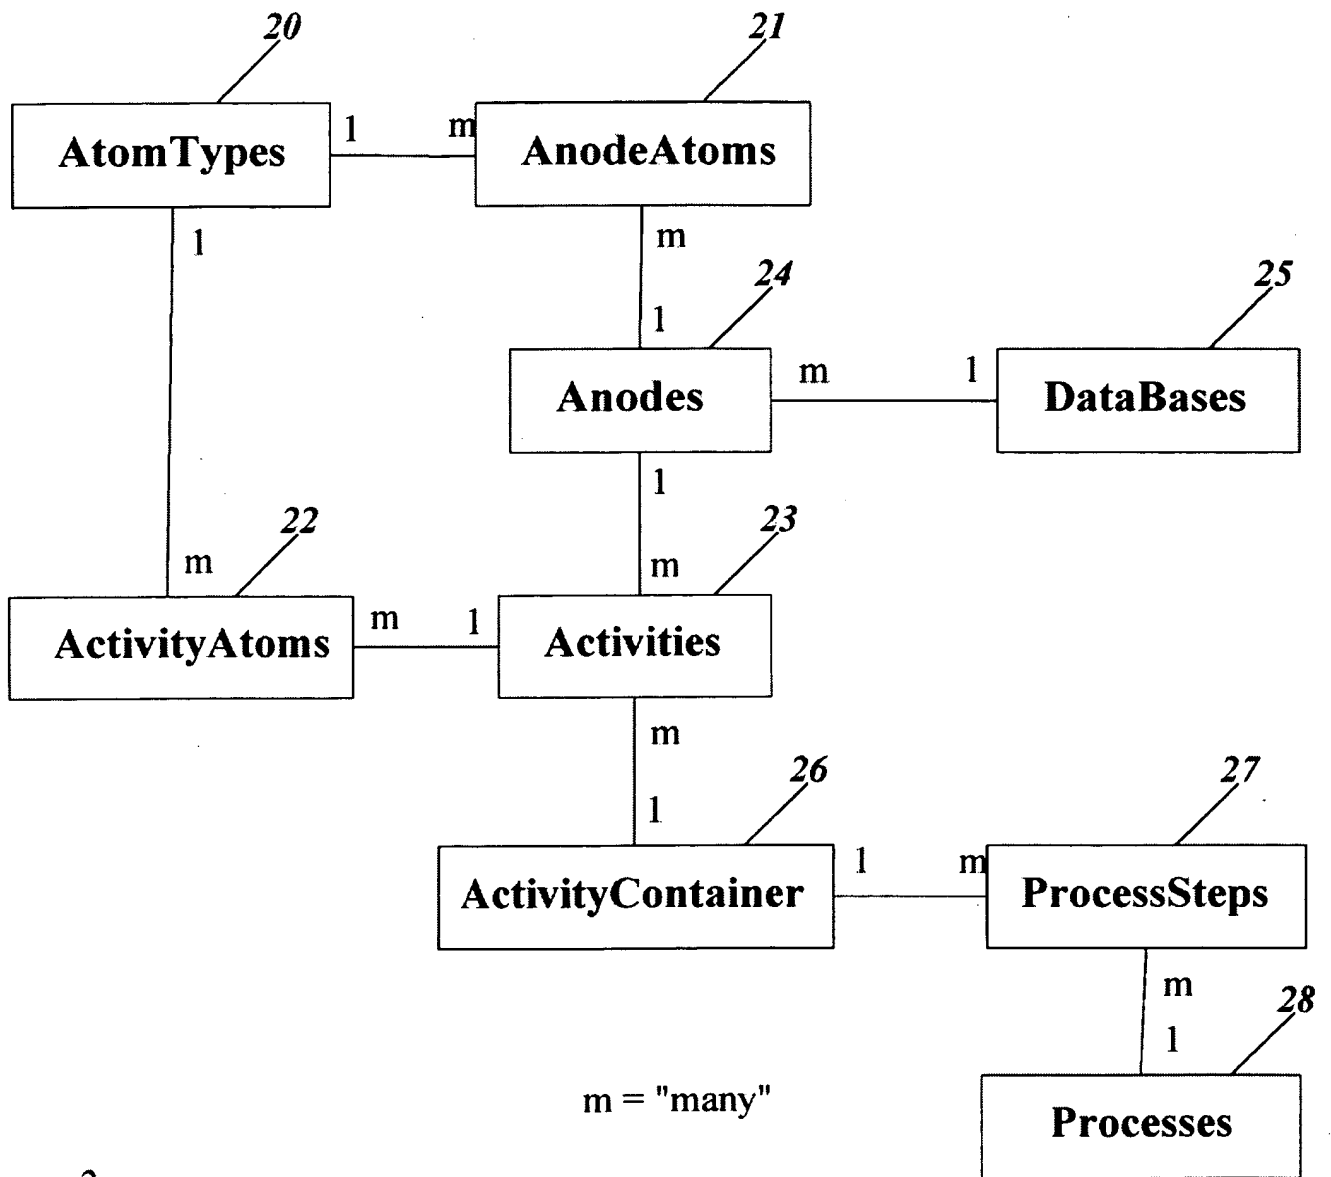 20
21
AtomTypes
1
m
AnodeAtoms
1
m
24
25
1
Anodes
m
1
DataBases
1
22
23
m
m
ActivityAtoms
m
1
Activities
m
26
27
1
ActivityContainer
1
m
ProcessSteps
m
28
1
m = "many"
Processes